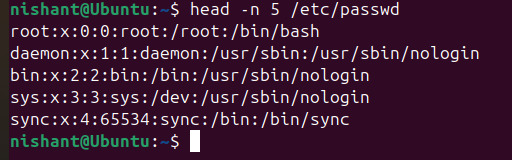 nishant@Ubuntu:~$ head -n 5 /etc/passwd
root:x:0:0:root:/root:/bin/bash
daemon:x:1:1:daemon:/usr/sbin:/usr/sbin/nologin
bin:x:2:2:bin:/bin:/usr/sbin/nologin
sys:x:3:3:sys:/dev:/usr/sbin/nologin
sync:x:4:65534:sync:/bin:/bin/sync
nishant@Ubuntu:~$